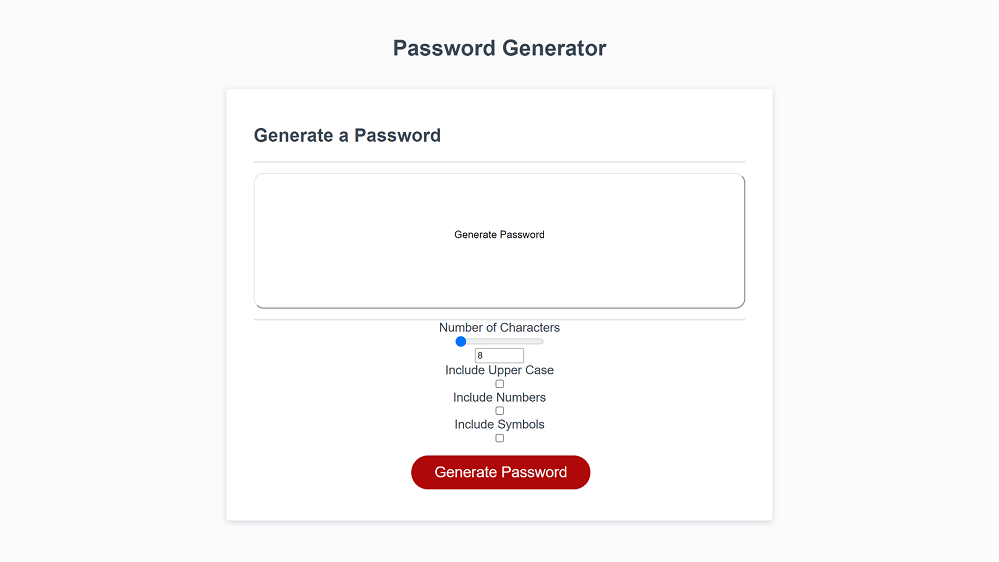 Password Generator
Generate a Password
Generate Password
Number of Characters
8
Include Upper Case
Include Numbers
Include Symbols
Generate Password